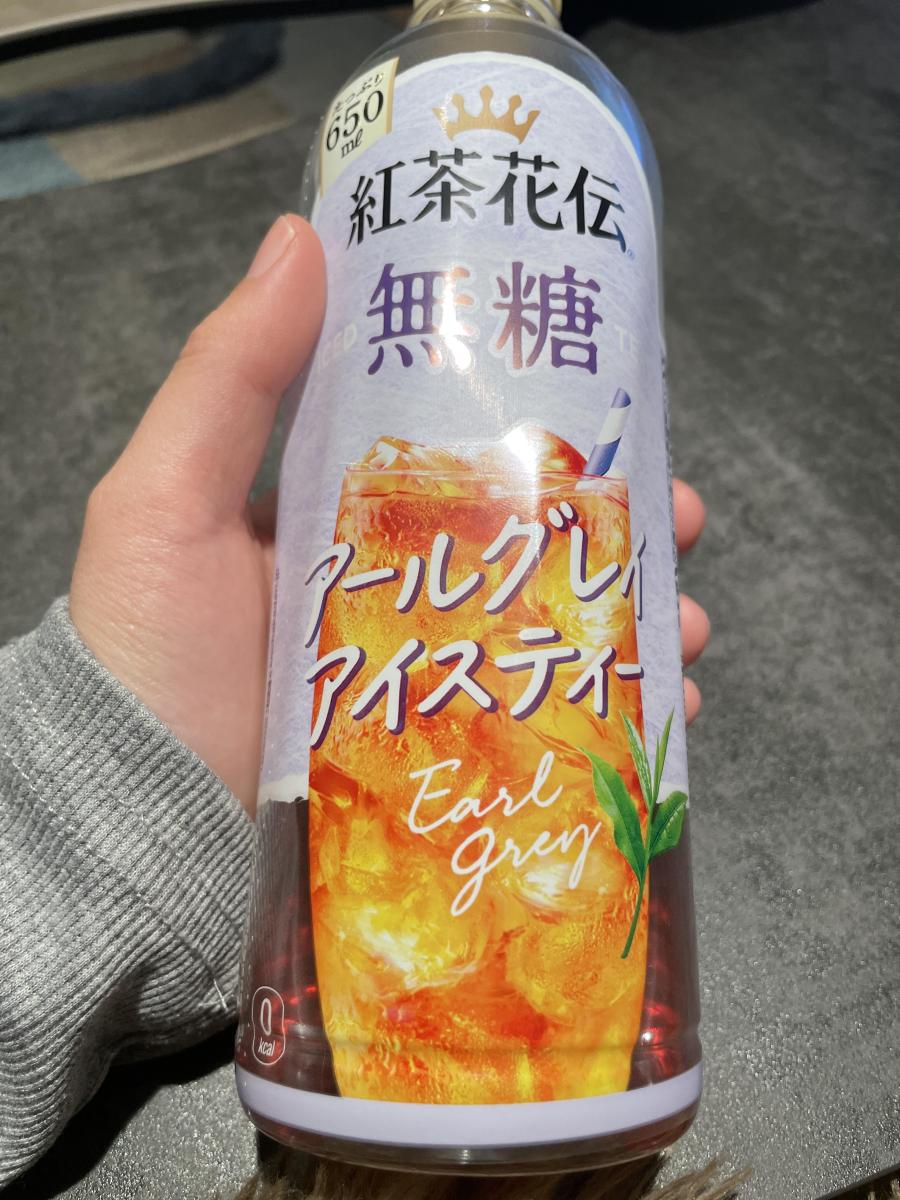 たっぷり
650
ml
紅茶花伝®
無糖
アールグレイ
アイスティー
Earl
Grey
0
kcal